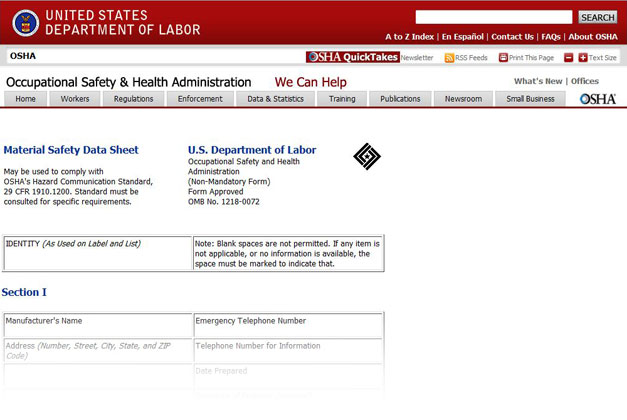 UNITED STATES
DEPARTMENT OF LABOR
SEARCH
A to Z Index | En Español | Contact Us | FAQs | About OSHA
OSHA
OSHA QuickTakes Newsletter RSS Feeds Print This Page Text Size
Occupational Safety & Health Administration We Can Help
What's New | Offices
Home Workers Regulations Enforcement Data & Statistics Training Publications Newsroom Small Business OSHA
Material Safety Data Sheet
May be used to comply with
OSHA's Hazard Communication Standard,
29 CFR 1910.1200. Standard must be
consulted for specific requirements.
U.S. Department of Labor
Occupational Safety and Health
Administration
(Non-Mandatory Form)
Form Approved
OMB No. 1218-0072
IDENTITY (As Used on Label and List)
Note: Blank spaces are not permitted. If any item is
not applicable, or no information is available, the
space must be marked to indicate that.
Section I
Manufacturer's Name
Emergency Telephone Number
Address (Number, Street, City, State, and ZIP
Code)
Telephone Number for Information
Date Prepared